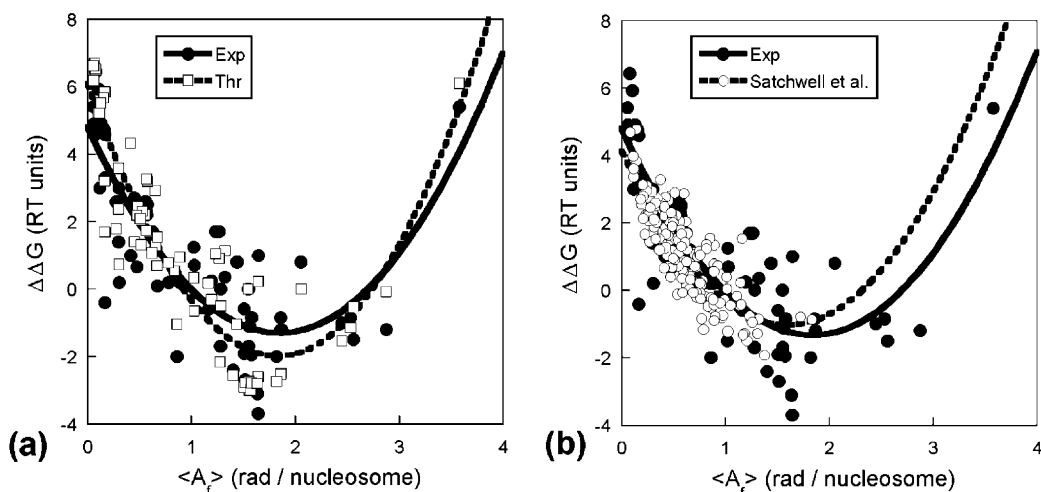 8
6
4
2
0
-2
-4
ΔΔG (RT units)
Exp
Thr
0
1
2
3
4
<A_f> (rad / nucleosome)
(a)
8
6
4
2
0
-2
-4
ΔΔG (RT units)
Exp
Satchwell et al.
0
1
2
3
4
<A_f> (rad / nucleosome)
(b)